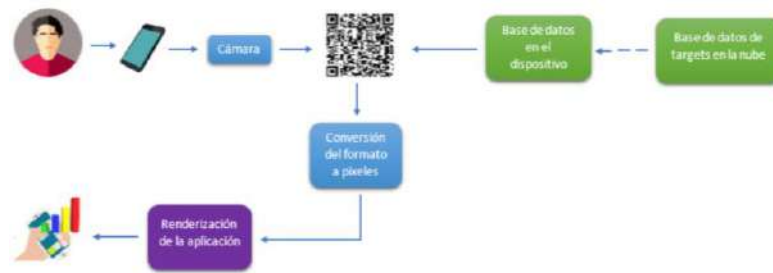 Cámara
Base de datos
en el
dispositivo
Base de datos de
targets en la nube
Conversión
del formato
a pixeles
Renderización
de la aplicación